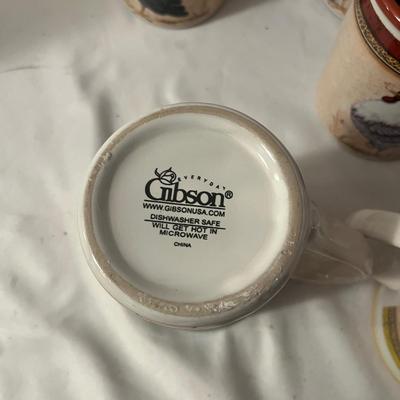 EVERYDAY
Gibson®
WWW.GIBSONUSA.COM
DISHWASHER SAFE
WILL GET HOT IN
MICROWAVE
CHINA